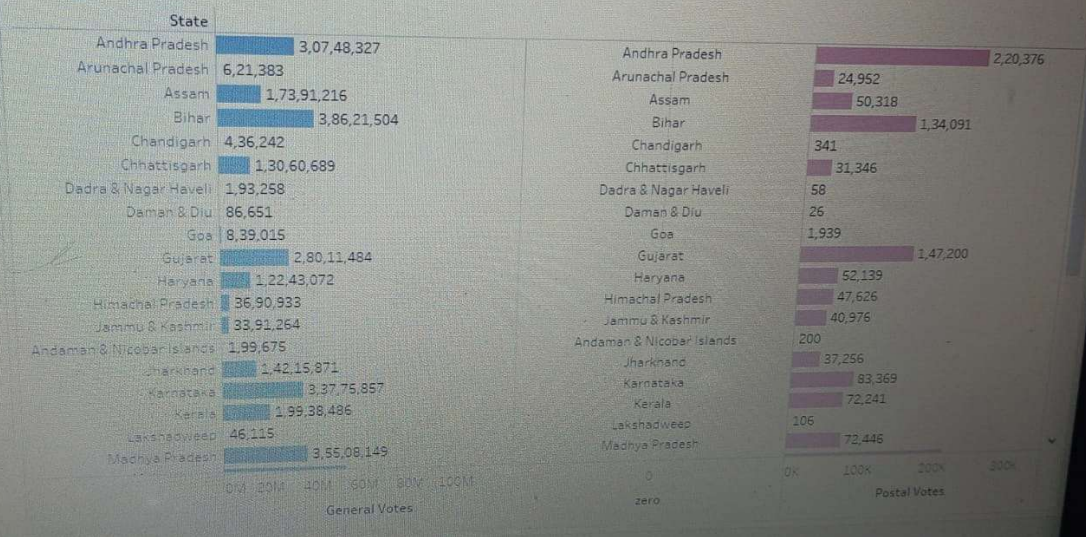 State
Andhra Pradesh 3,07,48,327 Andhra Pradesh 2,20,376
Arunachal Pradesh 6,21,383 Arunachal Pradesh 24,952
Assam 1,73,91,216 Assam 50,318
Bihar 3,86,21,504 Bihar 1,34,091
Chandigarh 4,36,242 Chandigarh 341
Chhattisgarh 1,30,60,689 Chhattisgarh 31,346
Dadra & Nagar Haveli 1,93,258 Dadra & Nagar Haveli 58
Daman & Diu 86,651 Daman & Diu 26
Goa 8,39,015 Goa 1,939
Gujarat 2,80,11,484 Gujarat 1,47,200
Haryana 1,22,43,072 Haryana 52,139
Himachal Pradesh 36,90,933 Himachal Pradesh 47,626
Jammu & Kashmir 33,91,264 Jammu & Kashmir 40,976
Andaman & Nicobar Islands 1,99,675 Andaman & Nicobar Islands 200
Jharkhand 1,42,15,871 Jharkhand 37,256
Karnataka 3,37,75,857 Karnataka 83,369
Kerala 1,99,38,486 Kerala 72,241
Lakshadweep 46,115 Lakshadweep 106
Madhya Pradesh 3,55,08,149 Madhya Pradesh 72,446
0M 20M 40M 60M 80M 100M 0 0K 100K 200K 300K
General Votes zero Postal Votes